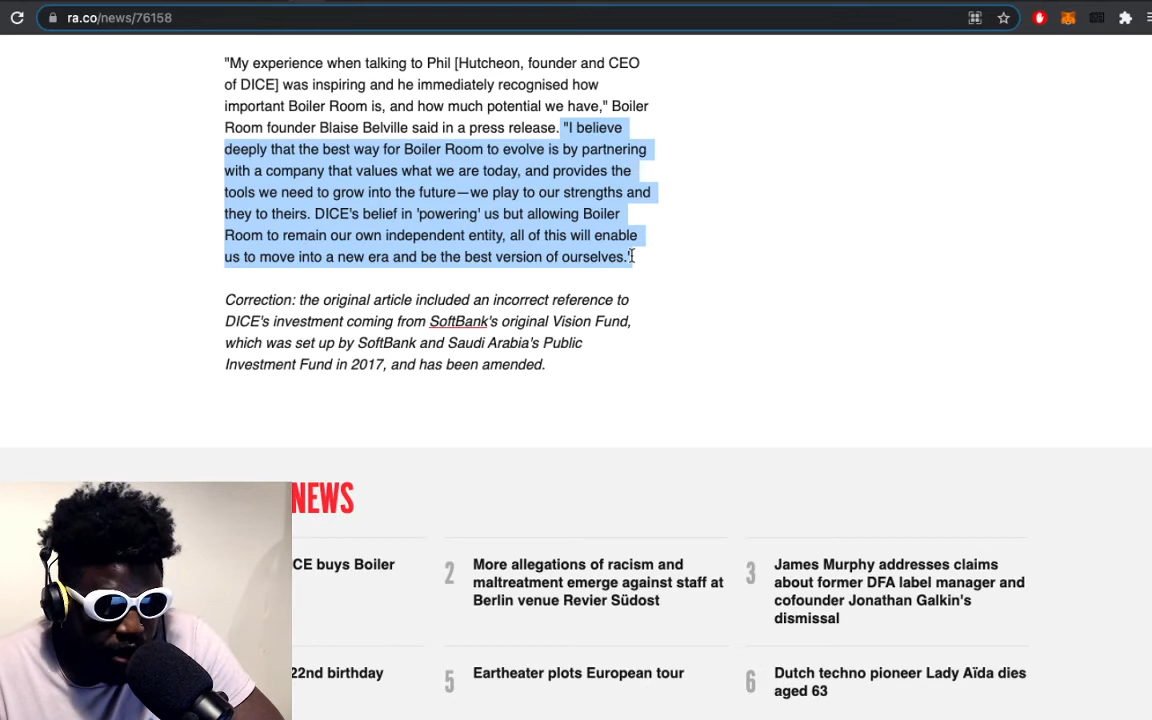 ra.co/news/76158
"My experience when talking to Phil [Hutcheon, founder and CEO
of DICE] was inspiring and he immediately recognised how
important Boiler Room is, and how much potential we have," Boiler
Room founder Blaise Belville said in a press release. "I believe
deeply that the best way for Boiler Room to evolve is by partnering
with a company that values what we are today, and provides the
tools we need to grow into the future—we play to our strengths and
they to theirs. DICE's belief in 'powering' us but allowing Boiler
Room to remain our own independent entity, all of this will enable
us to move into a new era and be the best version of ourselves."
Correction: the original article included an incorrect reference to
DICE's investment coming from SoftBank's original Vision Fund,
which was set up by SoftBank and Saudi Arabia's Public
Investment Fund in 2017, and has been amended.
NEWS
CE buys Boiler
2 More allegations of racism and
maltreatment emerge against staff at
Berlin venue Revier Südost
3 James Murphy addresses claims
about former DFA label manager and
cofounder Jonathan Galkin's
dismissal
22nd birthday
5 Eartheater plots European tour
6 Dutch techno pioneer Lady Aïda dies
aged 63